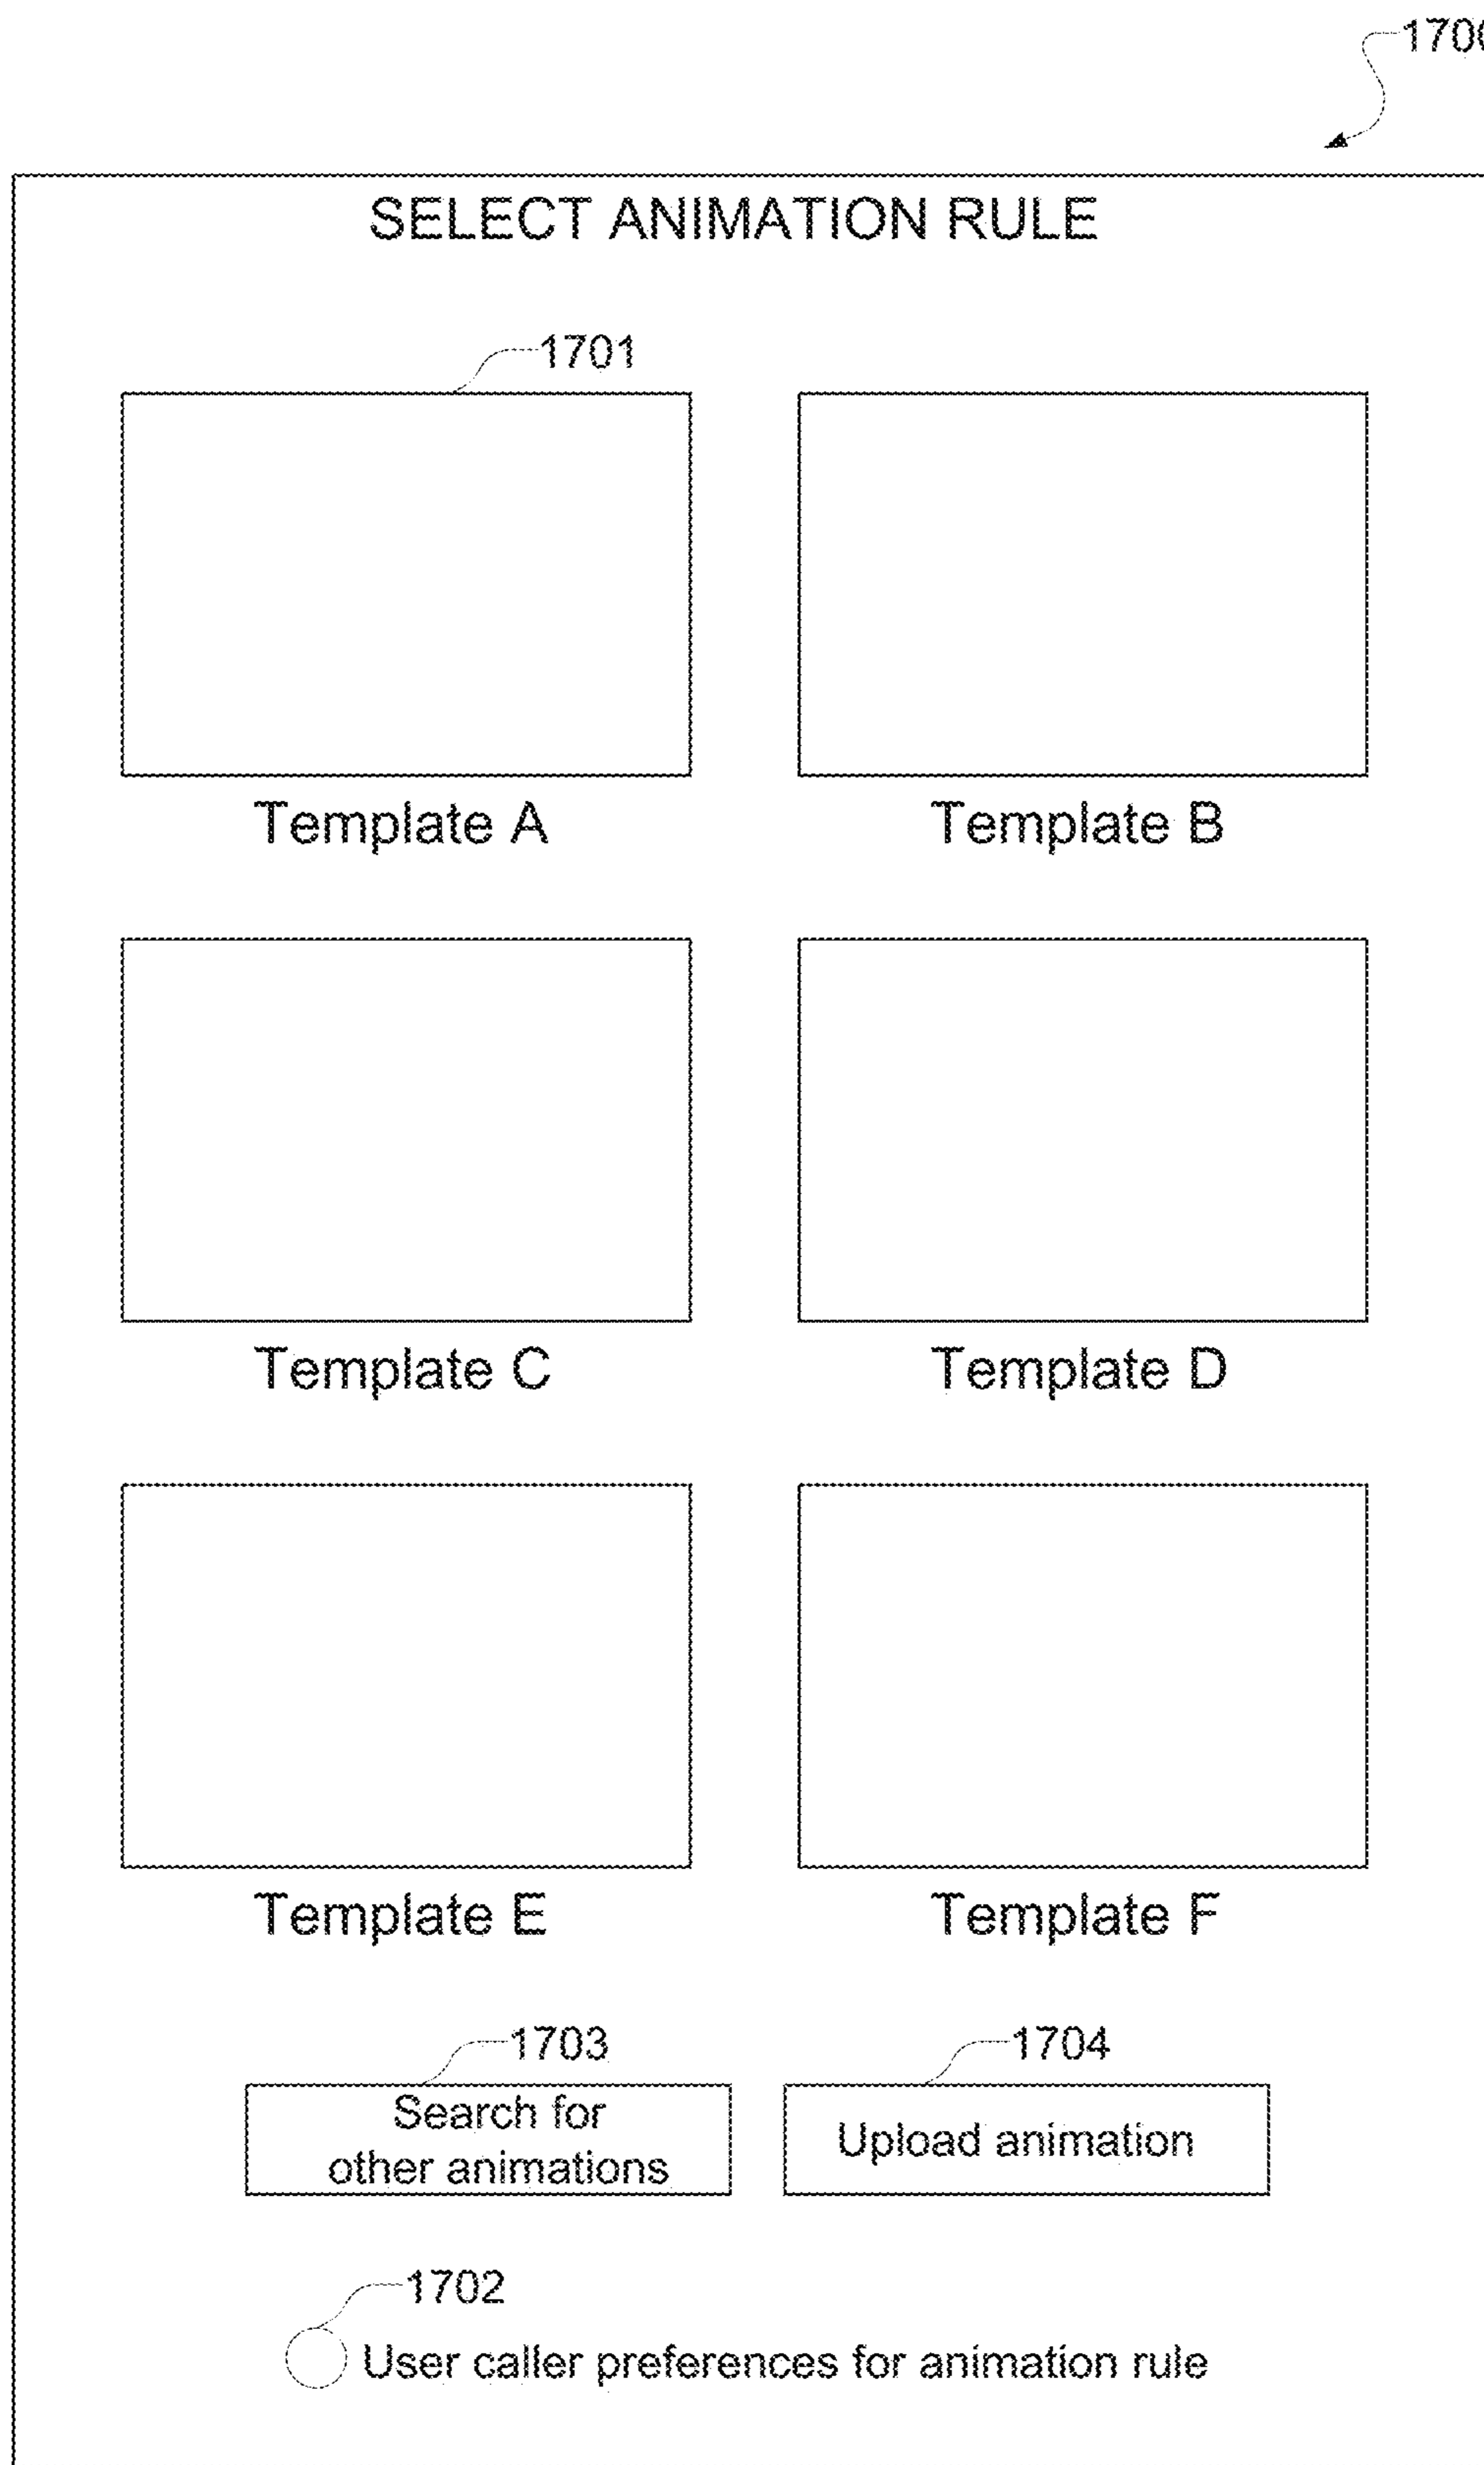 1700
SELECT ANIMATION RULE
1701
Template A
Template B
Template C
Template D
Template E
Template F
1703
1704
Search for
other animations
Upload animation
1702
User caller preferences for animation rule